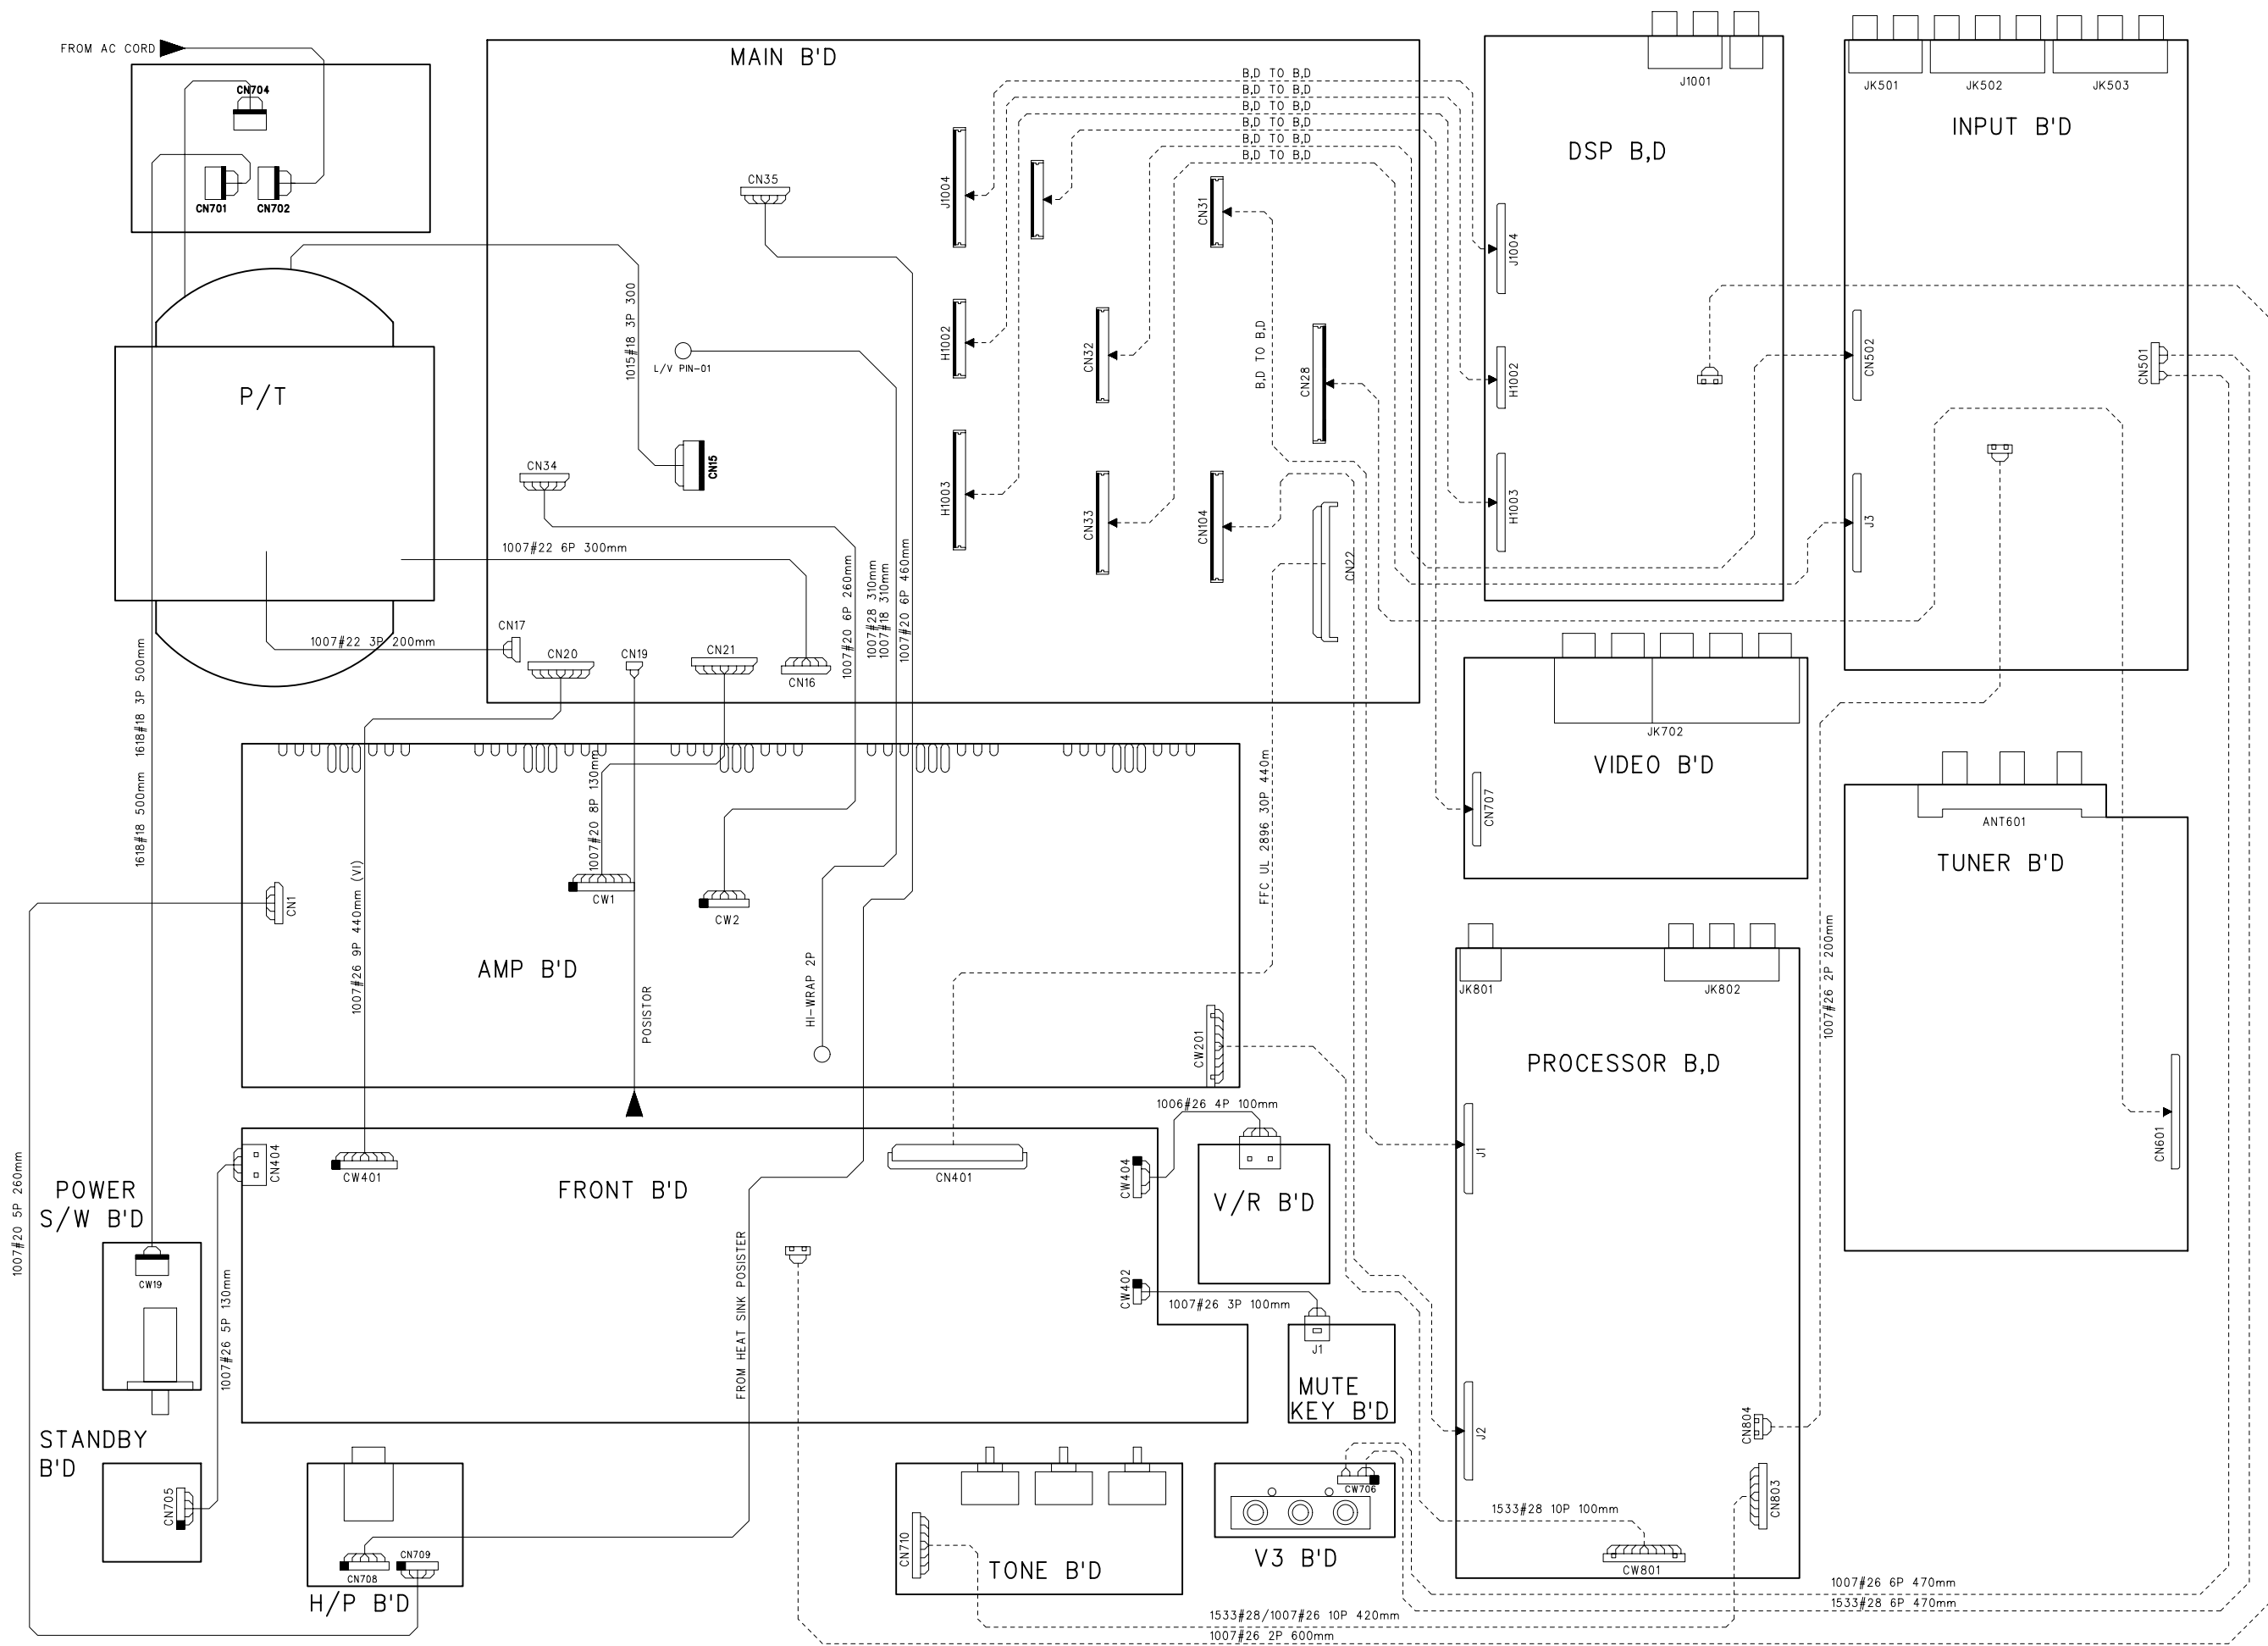 FROM AC CORD
CN704
CN701
CN702
P/T
MAIN B'D
CN35
1015#18 3P 300
L/V PIN-01
CN15
CN34
1007#22 6P 300mm
1007#22 3P 200mm
CN17
CN20
CN19
CN21
CN16
1007#20 6P 260mm
1007#28 310mm
1007#18 310mm
1007#20 6P 460mm
J1004
H1002
H1003
CN31
CN32
CN33
CN28
CN104
CN22
B,D TO B,D
B,D TO B,D
B,D TO B,D
B,D TO B,D
B,D TO B,D
B,D TO B,D
B,D TO B,D
J1001
DSP B,D
J1004
H1002
H1003
JK501
JK502
JK503
INPUT B'D
CN502
CN501
J3
JK702
VIDEO B'D
CN707
ANT601
TUNER B'D
CN601
1618#18 500mm
1618#18 3P 500mm
CN1
1007#26 9P 440mm (VI)
1007#20 8P 130mm
CW1
CW2
AMP B'D
POSISTOR
HI-WRAP 2P
FFC UL 2896 30P 440m
CW201
JK801
JK802
PROCESSOR B,D
J1
J2
1007#26 2P 200mm
CN804
CN803
1533#28 10P 100mm
CW801
1007#20 5P 260mm
POWER
S/W B'D
CW19
1007#26 5P 130mm
CN404
CW401
FRONT B'D
CN401
CW404
CW402
1006#26 4P 100mm
V/R B'D
1007#26 3P 100mm
J1
MUTE
KEY B'D
FROM HEAT SINK POSISTER
STANDBY
B'D
CN705
CN708
CN709
H/P B'D
CN710
TONE B'D
CW706
V3 B'D
1007#26 6P 470mm
1533#28 6P 470mm
1533#28/1007#26 10P 420mm
1007#26 2P 600mm